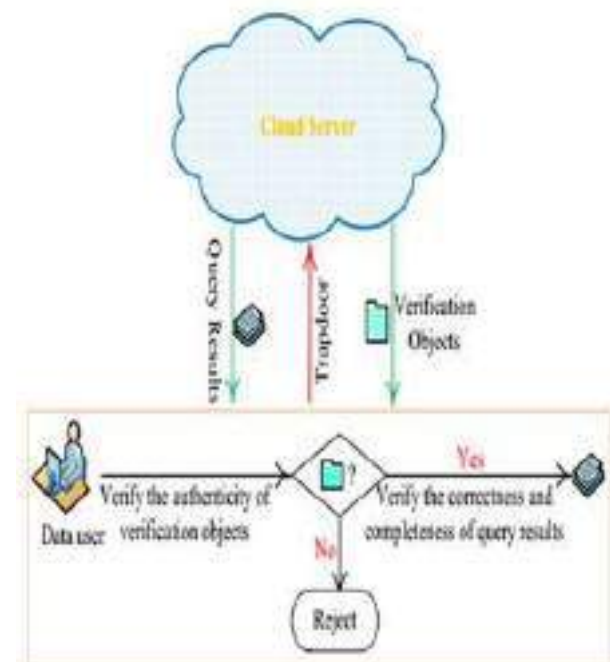 Cloud Server
Query Results
Trapdoor
Verification
Objects
Data user
Verify the authenticity of
verification objects
?
Yes
Verify the correctness and
completeness of query results
No
Reject